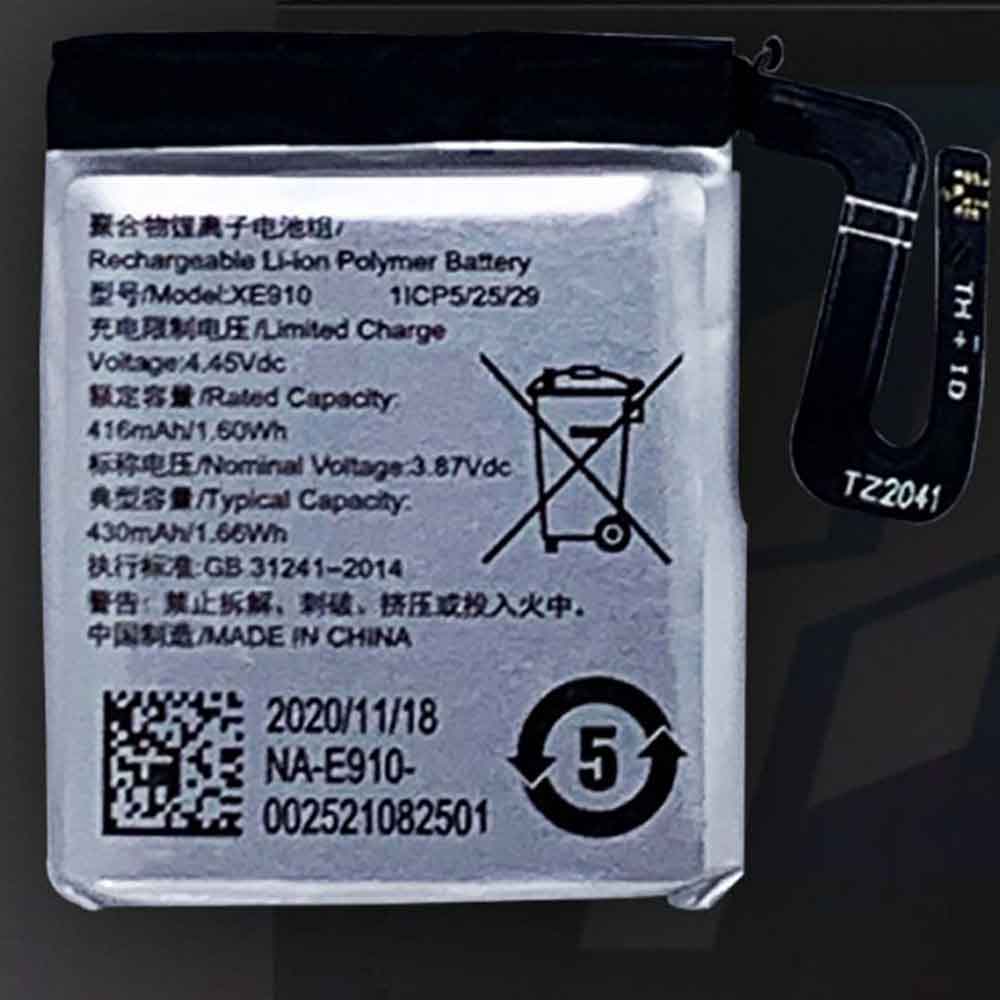 聚合物锂离子电池组/
Rechargeable Li-ion Polymer Battery
型号/Model:XE910 1ICP5/25/29
充电限制电压/Limited Charge
Voltage:4.45Vdc
额定容量/Rated Capacity:
416mAh/1.60Wh
标称电压/Nominal Voltage:3.87Vdc
典型容量/Typical Capacity:
430mAh/1.66Wh
执行标准:GB 31241-2014
警告：禁止拆解、刺破、挤压或投入火中。
中国制造/MADE IN CHINA
2020/11/18
NA-E910-
002521082501
5
TH + ID
TZ2041